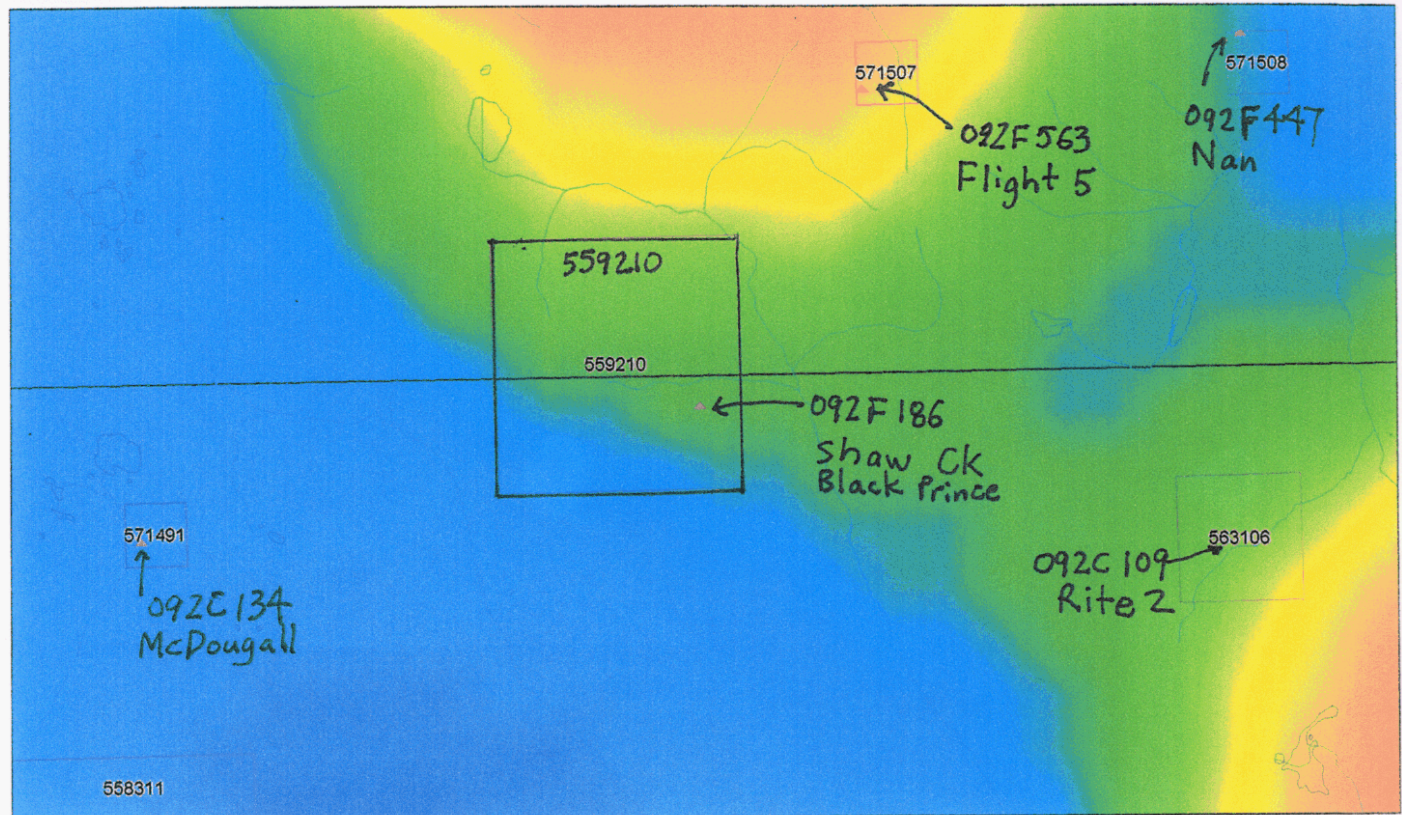 571507
571508
092F563
Flight 5
092F447
Nan
559210
559210
092F186
Shaw Ck
Black Prince
571491
092C134
McDougall
563106
092C109
Rite 2
558311